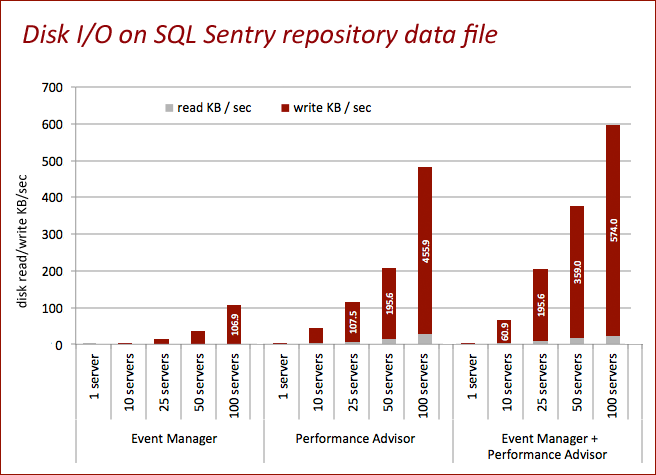 Disk I/O on SQL Sentry repository data file
read KB / sec
write KB / sec
disk read/write KB/sec
700
600
500
400
300
200
100
0
106.9
107.5
195.6
455.9
60.9
195.6
359.0
574.0
1 server
10 servers
25 servers
50 servers
100 servers
1 server
10 servers
25 servers
50 servers
100 servers
1 server
10 servers
25 servers
50 servers
100 servers
Event Manager
Performance Advisor
Event Manager +
Performance Advisor